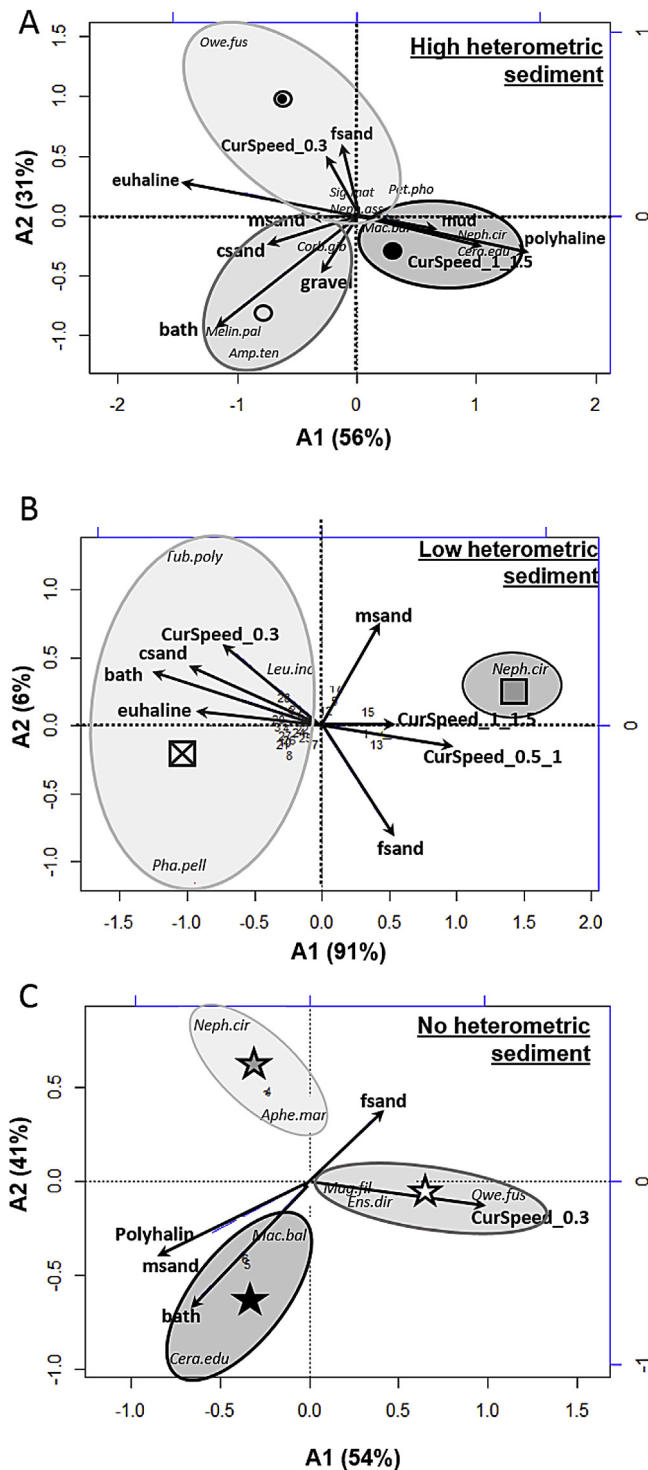 A
High heterometric
sediment
1.5
1.0
0.5
0.0
-0.5
-1.0
A2 (31%)
1
0
Owe.fus
CurSpeed_0.3
fsand
euhaline
Pet.pho
msand
csand
Corb.gib
Mac.bal
mud
Neph.cir
Cera.edu
polyhaline
CurSpeed_1_1.5
gravel
bath
Melin.pal
Amp.ten
-2
-1
0
1
2
A1 (56%)
B
Low heterometric
sediment
1.0
0.5
0.0
-0.5
-1.0
A2 (6%)
0
Tub.poly
CurSpeed_0.3
csand
bath
euhaline
msand
Neph.cir
15
CurSpeed_1_1.5
13
7
8
CurSpeed_0.5_1
fsand
Pha.pell
-1.5
-1.0
-0.5
0.0
0.5
1.0
1.5
2.0
A1 (91%)
C
No heterometric
sediment
0.5
0.0
-0.5
-1.0
A2 (41%)
0
-1
Neph.cir
4
Aphe.mar
fsand
Mag.fil
Ens.dir
Owe.fus
CurSpeed_0.3
Polyhalin
msand
Mac.bal
6
5
bath
Cera.edu
-1.0
-0.5
0.0
0.5
1.0
1.5
A1 (54%)